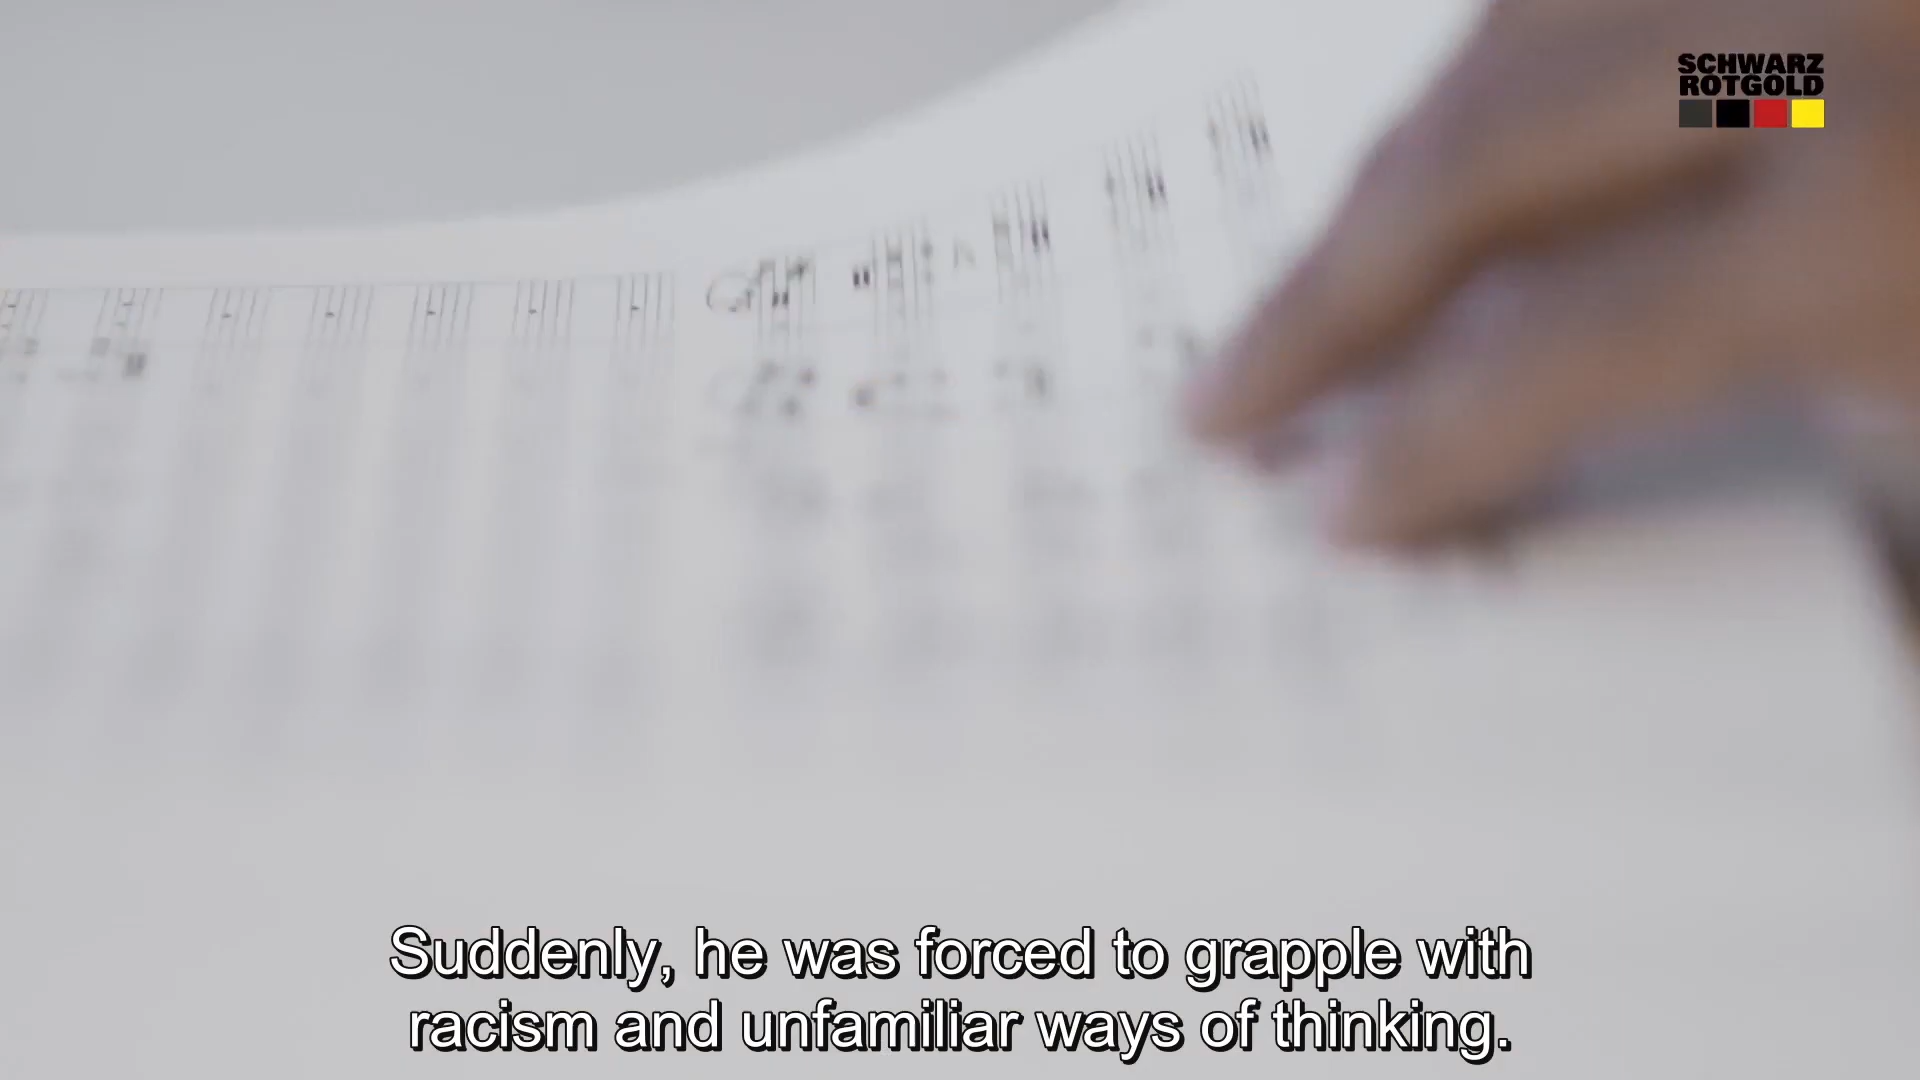 SCHWARZ
ROTGOLD
Suddenly, he was forced to grapple with
racism and unfamiliar ways of thinking.